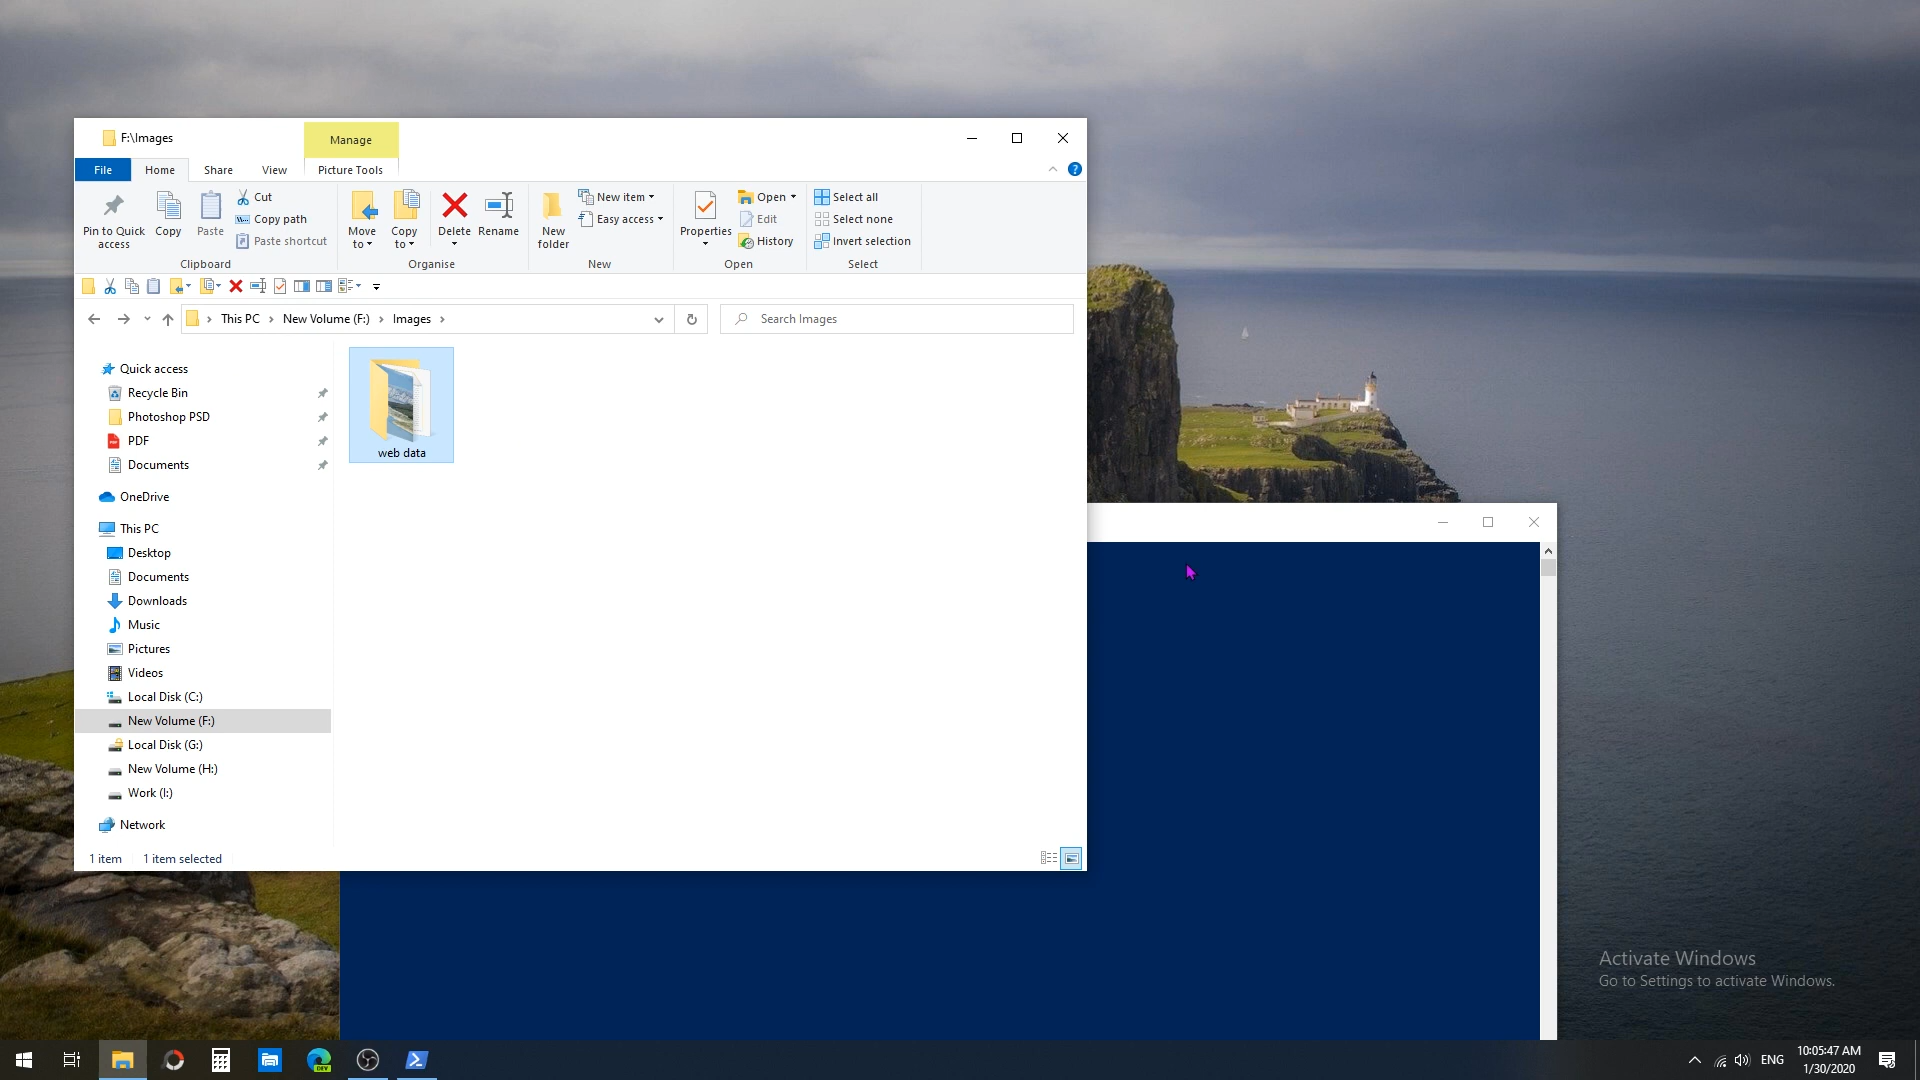 F:\Images
Manage
File
Home
Share
View
Picture Tools
Pin to Quick access
Copy
Paste
Cut
Copy path
Paste shortcut
Clipboard
Move to
Copy to
Delete
Rename
Organise
New folder
New item
Easy access
New
Properties
Open
Edit
History
Open
Select all
Select none
Invert selection
Select
This PC
New Volume (F:)
Images
Search Images
Quick access
Recycle Bin
Photoshop PSD
PDF
Documents
OneDrive
This PC
Desktop
Documents
Downloads
Music
Pictures
Videos
Local Disk (C:)
New Volume (F:)
Local Disk (G:)
New Volume (H:)
Work (I:)
Network
web data
1 item
1 item selected
Activate Windows
Go to Settings to activate Windows.
DEV
ENG
10:05:47 AM
1/30/2020